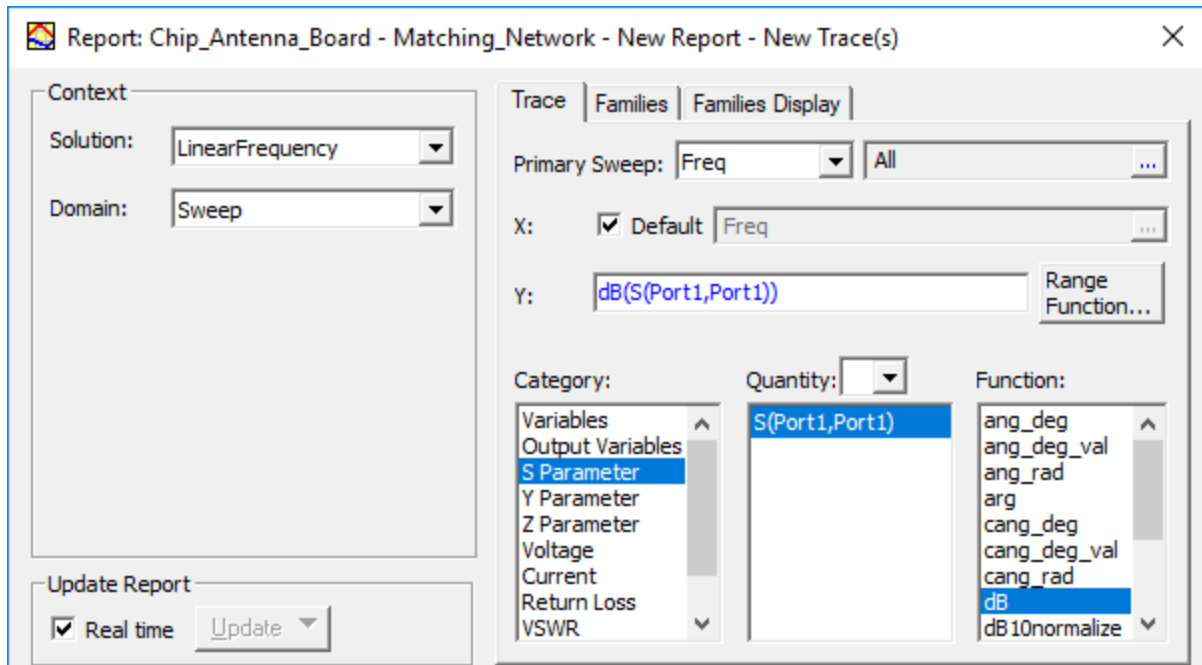 Report: Chip_Antenna_Board - Matching_Network - New Report - New Trace(s)
Context
Solution: LinearFrequency
Domain: Sweep
Update Report
Real time Update
Trace Families Families Display
Primary Sweep: Freq All ...
X: Default Freq ...
Y: dB(S(Port1,Port1)) Range
Function...
Category: Quantity: Function:
Variables
Output Variables
S Parameter
Y Parameter
Z Parameter
Voltage
Current
Return Loss
VSWR
S(Port1,Port1)
ang_deg
ang_deg_val
ang_rad
arg
cang_deg
cang_deg_val
cang_rad
dB
dB10normalize